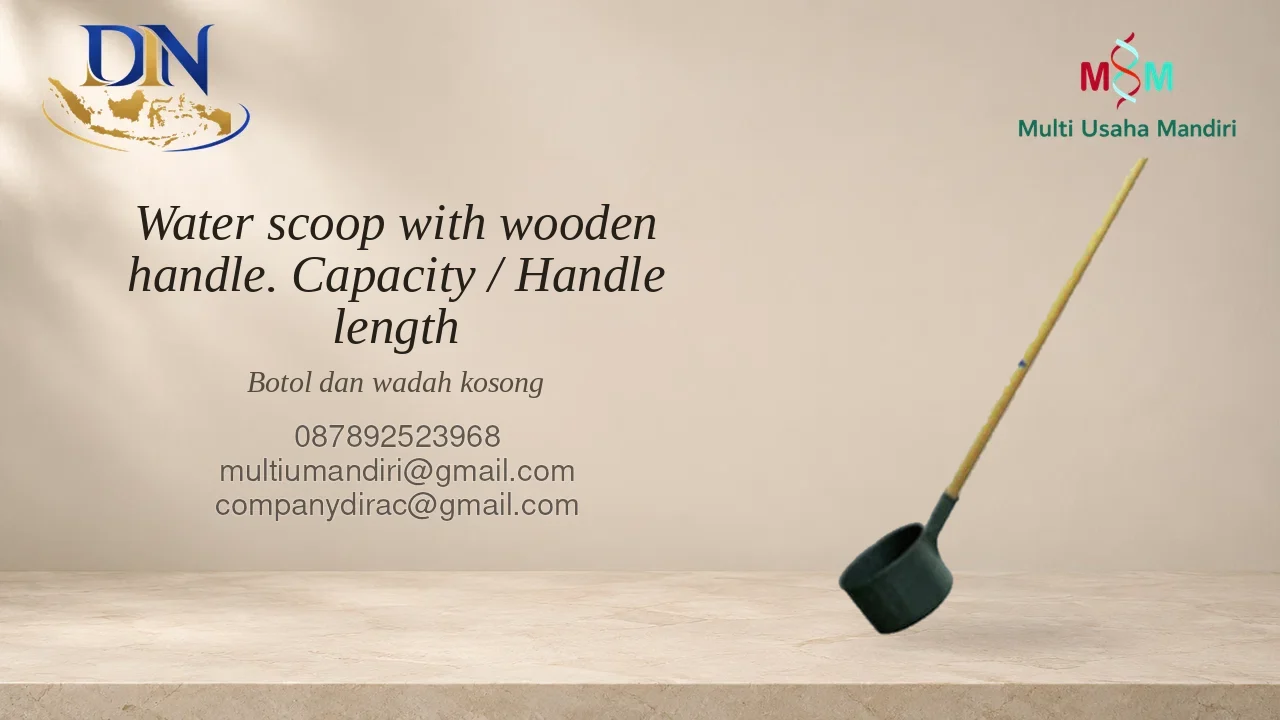 DIN
MSM
Multi Usaha Mandiri
Water scoop with wooden
handle. Capacity / Handle
length
Botol dan wadah kosong
087892523968
multiumandiri@gmail.com
companydirac@gmail.com